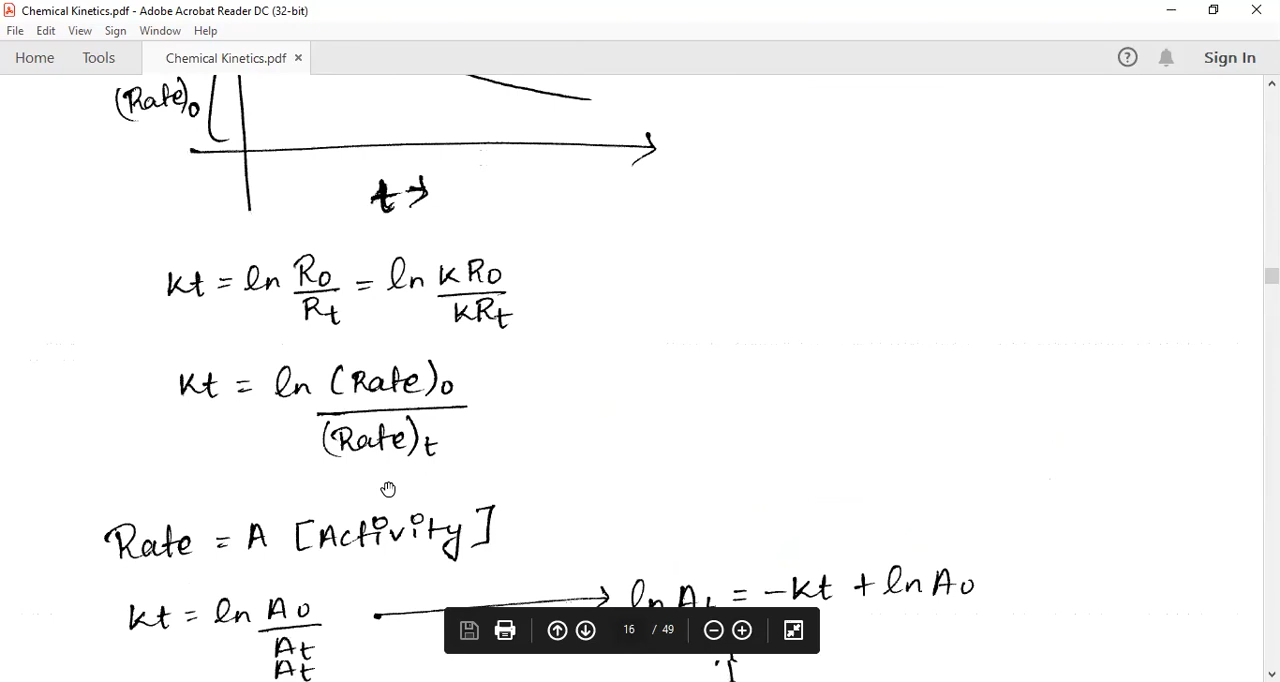 Chemical Kinetics.pdf - Adobe Acrobat Reader DC (32-bit)
File Edit View Sign Window Help
Home Tools Chemical Kinetics.pdf × ? Sign In
(Rate)₀
t →
Kt = ln R₀/Rₜ = ln KR₀/KRₜ
Kt = ln (Rate)₀/(Rate)ₜ
Rate = A [Activity]
Kt = ln A₀/Aₜ → ln Aₜ = -Kt + ln A₀
Aₜ
16 / 49